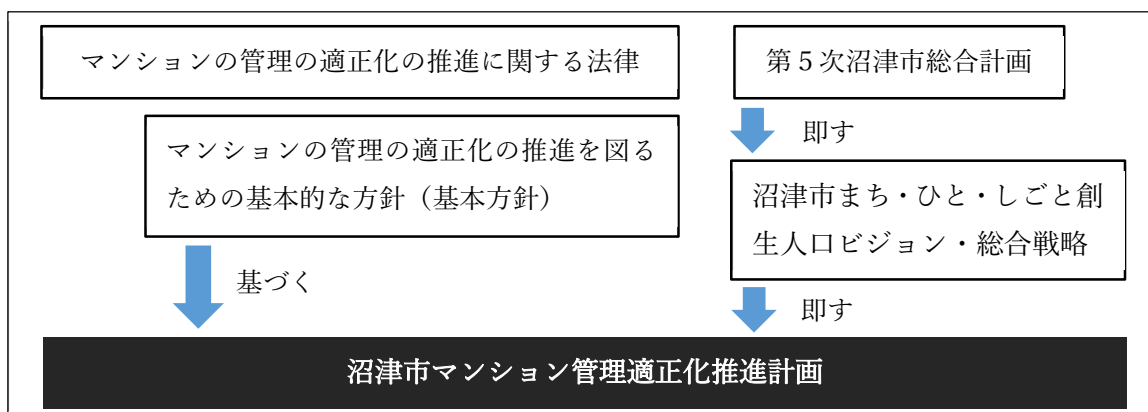 マンションの管理の適正化の推進に関する法律
マンションの管理の適正化の推進を図る
ための基本的な方針（基本方針）
基づく
第５次沼津市総合計画
即す
沼津市まち・ひと・しごと創
生人口ビジョン・総合戦略
即す
沼津市マンション管理適正化推進計画